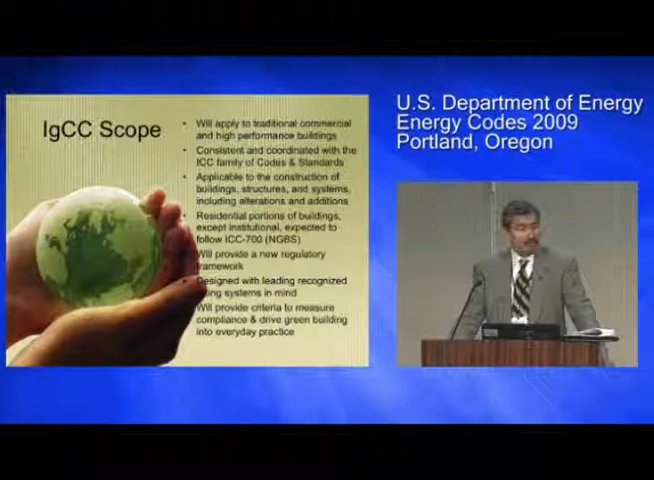 IgCC Scope
• Will apply to traditional commercial
and high performance buildings
• Consistent and coordinated with the
ICC family of Codes & Standards
• Applicable to the construction of
buildings, structures, and systems,
including alterations and additions
• Residential portions of buildings,
except institutional, expected to
follow ICC-700 (NGBS)
Will provide a new regulatory
framework
• Designed with leading recognized
systems in mind
Will provide criteria to measure
compliance & drive green building
into everyday practice
U.S. Department of Energy
Energy Codes 2009
Portland, Oregon